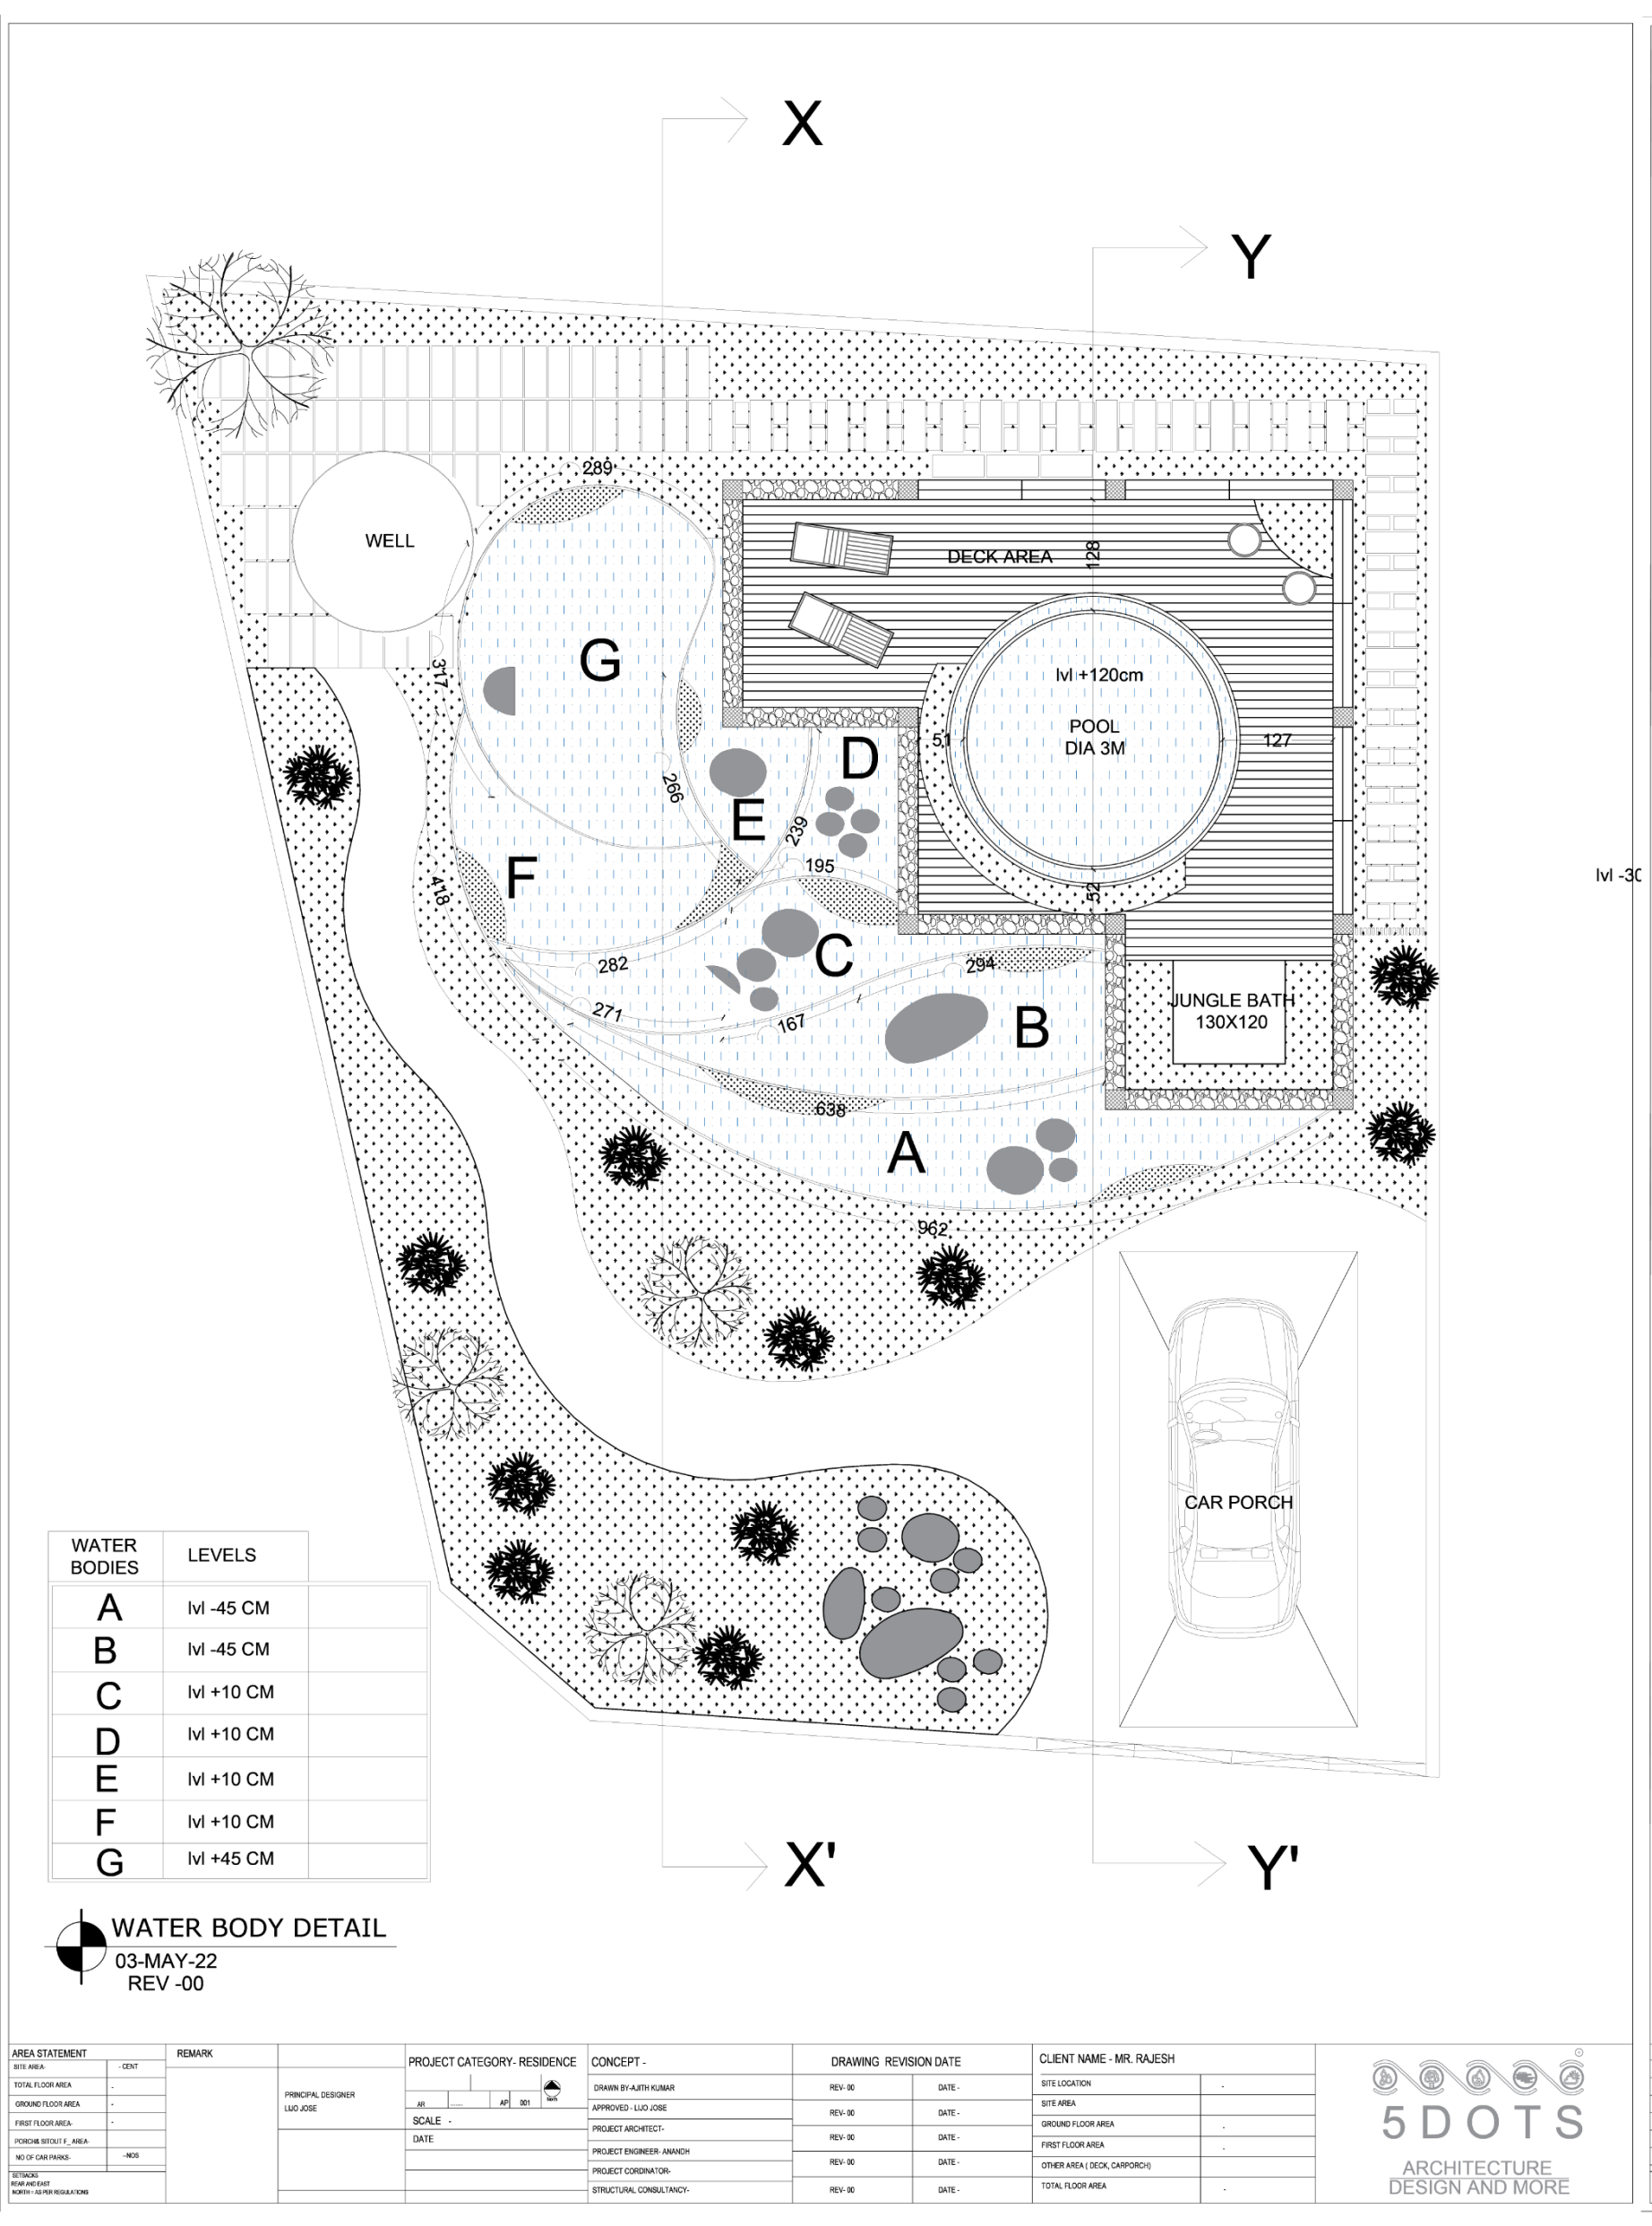 X
Y
289
WELL
DECK AREA
128
G
317
lvl +120cm
POOL
DIA 3M
51
127
D
266
E
239
195
F
418
52
lvl -30
C
282
294
271
167
B
JUNGLE BATH
130X120
638
A
962
CAR PORCH
WATER BODIES LEVELS
A lvl -45 CM
B lvl -45 CM
C lvl +10 CM
D lvl +10 CM
E lvl +10 CM
F lvl +10 CM
G lvl +45 CM
X'
Y'
WATER BODY DETAIL
03-MAY-22
REV -00
AREA STATEMENT
SITE AREA- - CENT
TOTAL FLOOR AREA -
GROUND FLOOR AREA -
FIRST FLOOR AREA- -
PORCH& SITOUT F_ AREA-
NO OF CAR PARKS- --NOS
SETBACKS
REAR AND EAST
NORTH - AS PER REGULATIONS
REMARK
PRINCIPAL DESIGNER
LIJO JOSE
PROJECT CATEGORY- RESIDENCE
AR ...... AP 001
SCALE -
DATE
CONCEPT -
DRAWN BY-AJITH KUMAR
APPROVED - LIJO JOSE
PROJECT ARCHITECT-
PROJECT ENGINEER- ANANDH
PROJECT CORDINATOR-
STRUCTURAL CONSULTANCY-
DRAWING REVISION DATE
REV- 00 DATE -
REV- 00 DATE -
REV- 00 DATE -
REV- 00 DATE -
REV- 00 DATE -
CLIENT NAME - MR. RAJESH
SITE LOCATION -
SITE AREA
GROUND FLOOR AREA -
FIRST FLOOR AREA -
OTHER AREA ( DECK, CARPORCH)
TOTAL FLOOR AREA -
5DOTS
ARCHITECTURE
DESIGN AND MORE